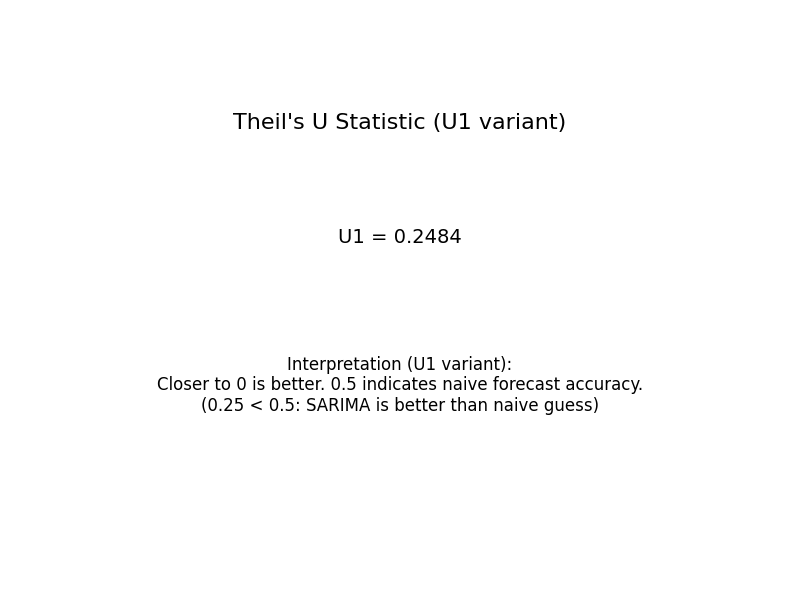 Theil's U Statistic (U1 variant)
U1 = 0.2484
Interpretation (U1 variant):
Closer to 0 is better. 0.5 indicates naive forecast accuracy.
(0.25 < 0.5: SARIMA is better than naive guess)